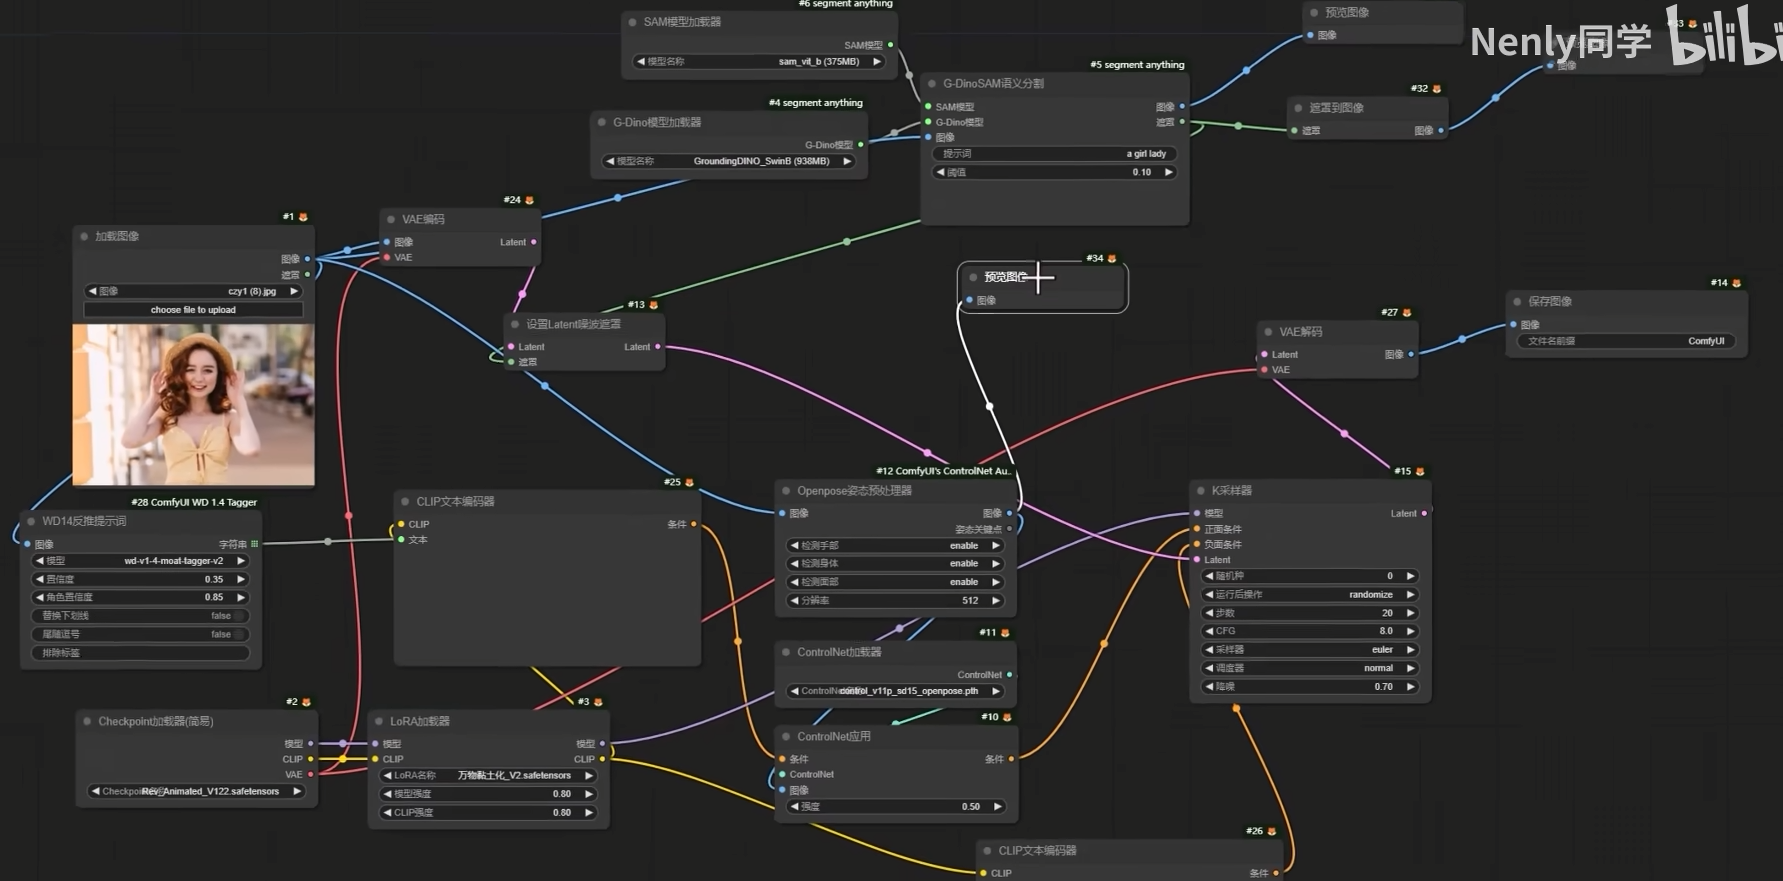 #6 segment anything
SAM模型加载器
SAM模型
模型名称 sam_vit_b (375MB)
#4 segment anything
G-Dino模型加载器
G-Dino模型
模型名称 GroundingDINO_SwinB (938MB)
#5 segment anything
G-DinoSAM语义分割
SAM模型 图像
G-Dino模型 遮罩
图像
提示词 a girl lady
阈值 0.10
预览图像
图像
Nenly同学
bilibi
#33
图像
#32
遮罩到图像
遮罩 图像
#1
加载图像
图像
遮罩
图像 czy1 (8).jpg
choose file to upload
#24
VAE编码
图像 Latent
VAE
#13
设置Latent噪波遮罩
Latent Latent
遮罩
#34
预览图像
图像
#27
VAE解码
Latent 图像
VAE
#14
保存图像
图像
文件名前缀 ComfyUI
#28 ComfyUI WD 1.4 Tagger
WD14反推提示词
图像 字符串
模型 wd-v1-4-moat-tagger-v2
置信度 0.35
角色置信度 0.85
替换下划线 false
尾随逗号 false
排除标签
#25
CLIP文本编码器
CLIP 条件
文本
#12 ComfyUI's ControlNet Au..
Openpose姿态预处理器
图像 图像
姿态关键点
检测手部 enable
检测身体 enable
检测面部 enable
分辨率 512
#15
K采样器
模型 Latent
正面条件
负面条件
Latent
随机种 0
运行后操作 randomize
步数 20
CFG 8.0
采样器 euler
调度器 normal
降噪 0.70
#11
ControlNet加载器
ControlNet
control_v11p_sd15_openpose.pth
#2
Checkpoint加载器(简易)
模型
CLIP
VAE
Rev_Animated_V122.safetensors
#3
LoRA加载器
模型 模型
CLIP CLIP
LoRA名称 万物黏土化_V2.safetensors
模型强度 0.80
CLIP强度 0.80
#10
ControlNet应用
条件 条件
ControlNet
图像
强度 0.50
#26
CLIP文本编码器
CLIP 条件